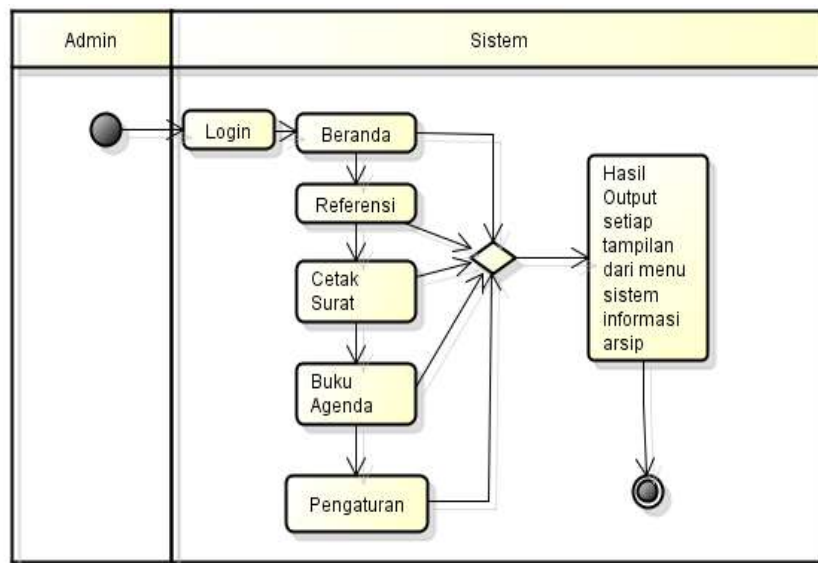 Admin
Sistem
Login
Beranda
Referensi
Cetak
Surat
Buku
Agenda
Pengaturan
Hasil
Output
setiap
tampilan
dari menu
sistem
informasi
arsip